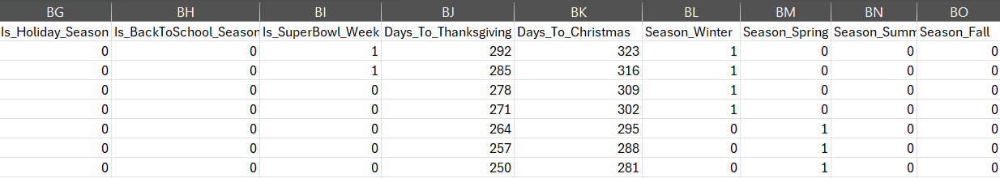 BG BH BI BJ BK BL BM BN BO
Is_Holiday_Season Is_BackToSchool_Season Is_SuperBowl_Week Days_To_Thanksgiving Days_To_Christmas Season_Winter Season_Spring Season_Summ Season_Fall
0 0 1 292 323 1 0 0 0
0 0 1 285 316 1 0 0 0
0 0 0 278 309 1 0 0 0
0 0 0 271 302 1 0 0 0
0 0 0 264 295 0 1 0 0
0 0 0 257 288 0 1 0 0
0 0 0 250 281 0 1 0 0